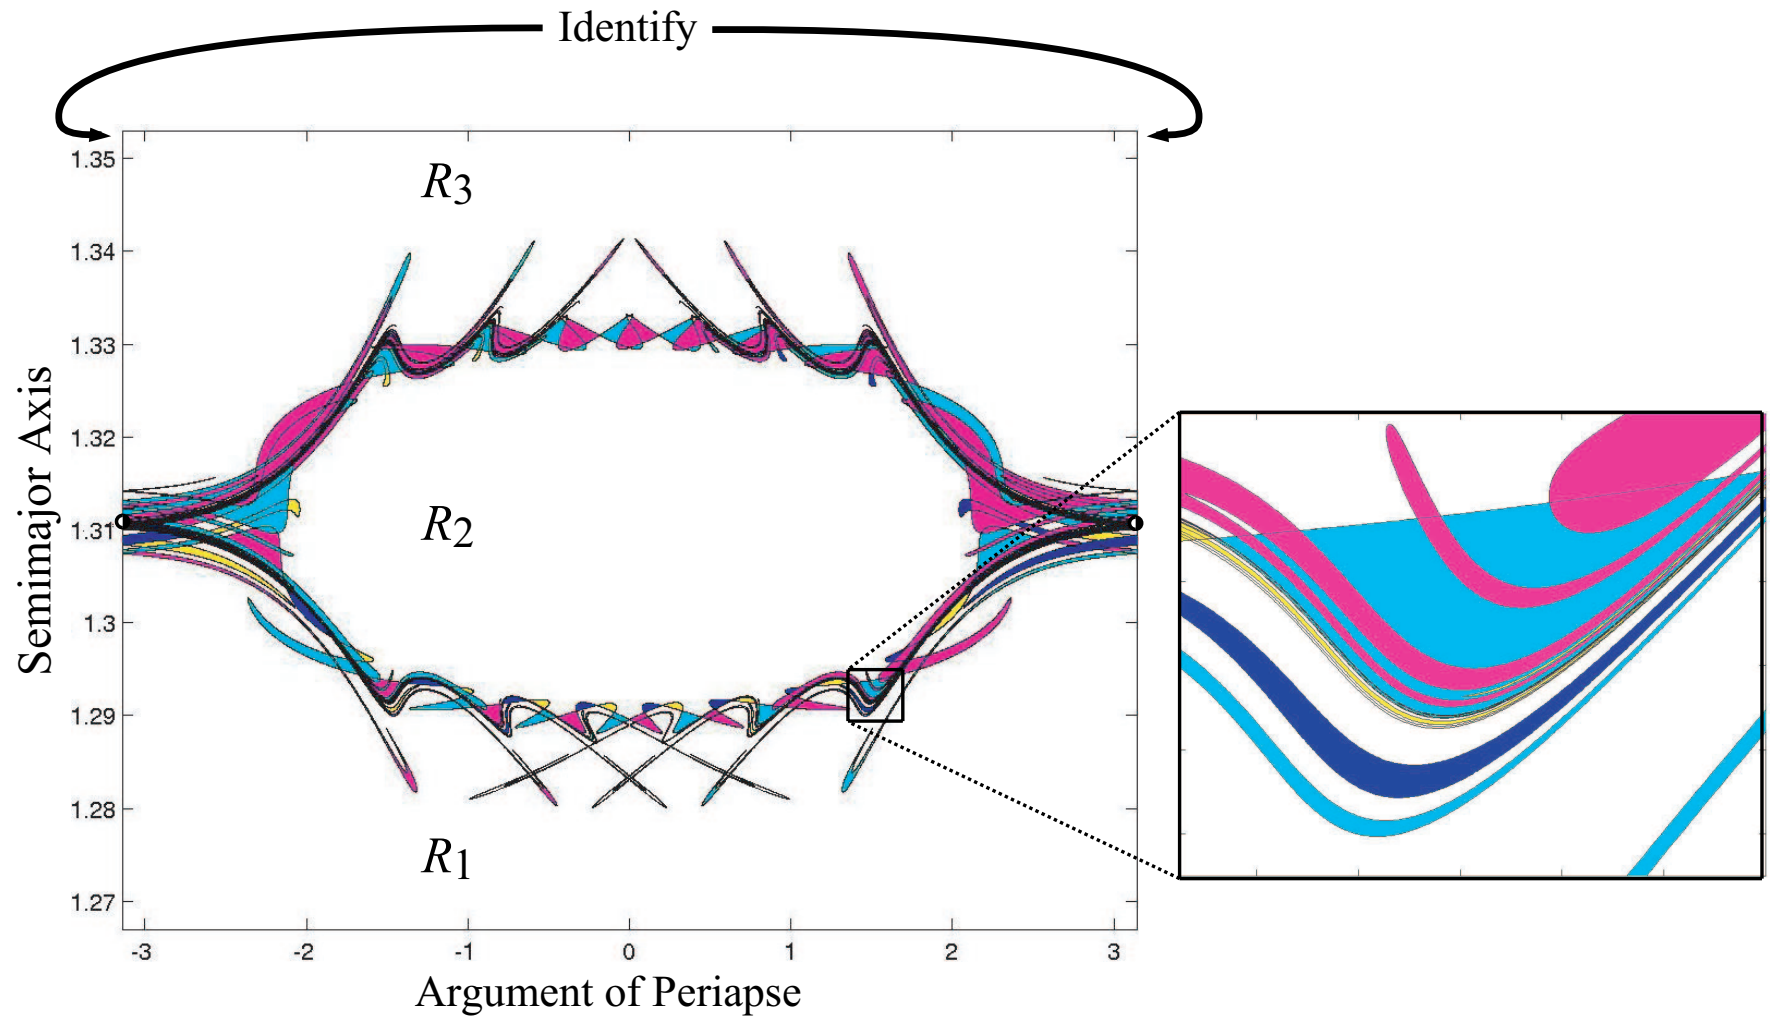 Identify
R3
R2
R1
1.35
1.34
1.33
1.32
1.31
1.3
1.29
1.28
1.27
-3 -2 -1 0 1 2 3
Semimajor Axis
Argument of Periapse